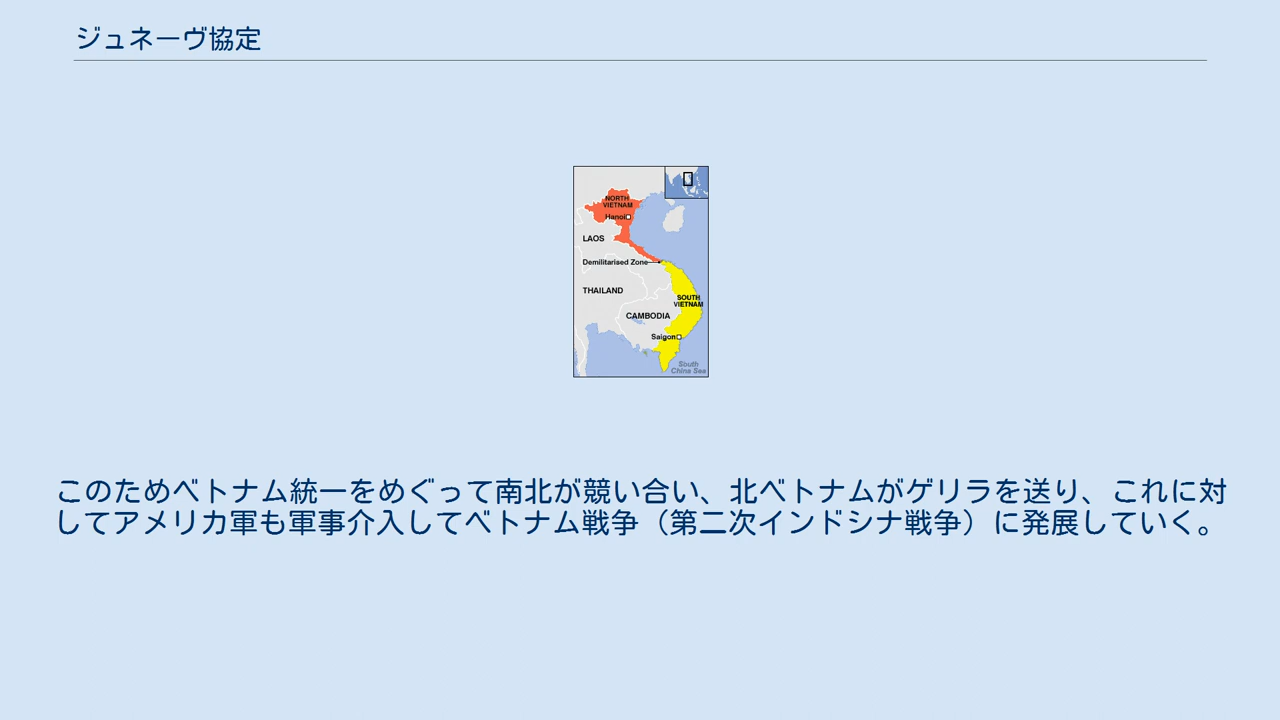 ジュネーヴ協定
NORTH
VIETNAM
Hanoi
LAOS
Demilitarised Zone
THAILAND
SOUTH
VIETNAM
CAMBODIA
Saigon
South
China Sea
このためベトナム統一をめぐって南北が競い合い、北ベトナムがゲリラを送り、これに対
してアメリカ軍も軍事介入してベトナム戦争（第二次インドシナ戦争）に発展していく。